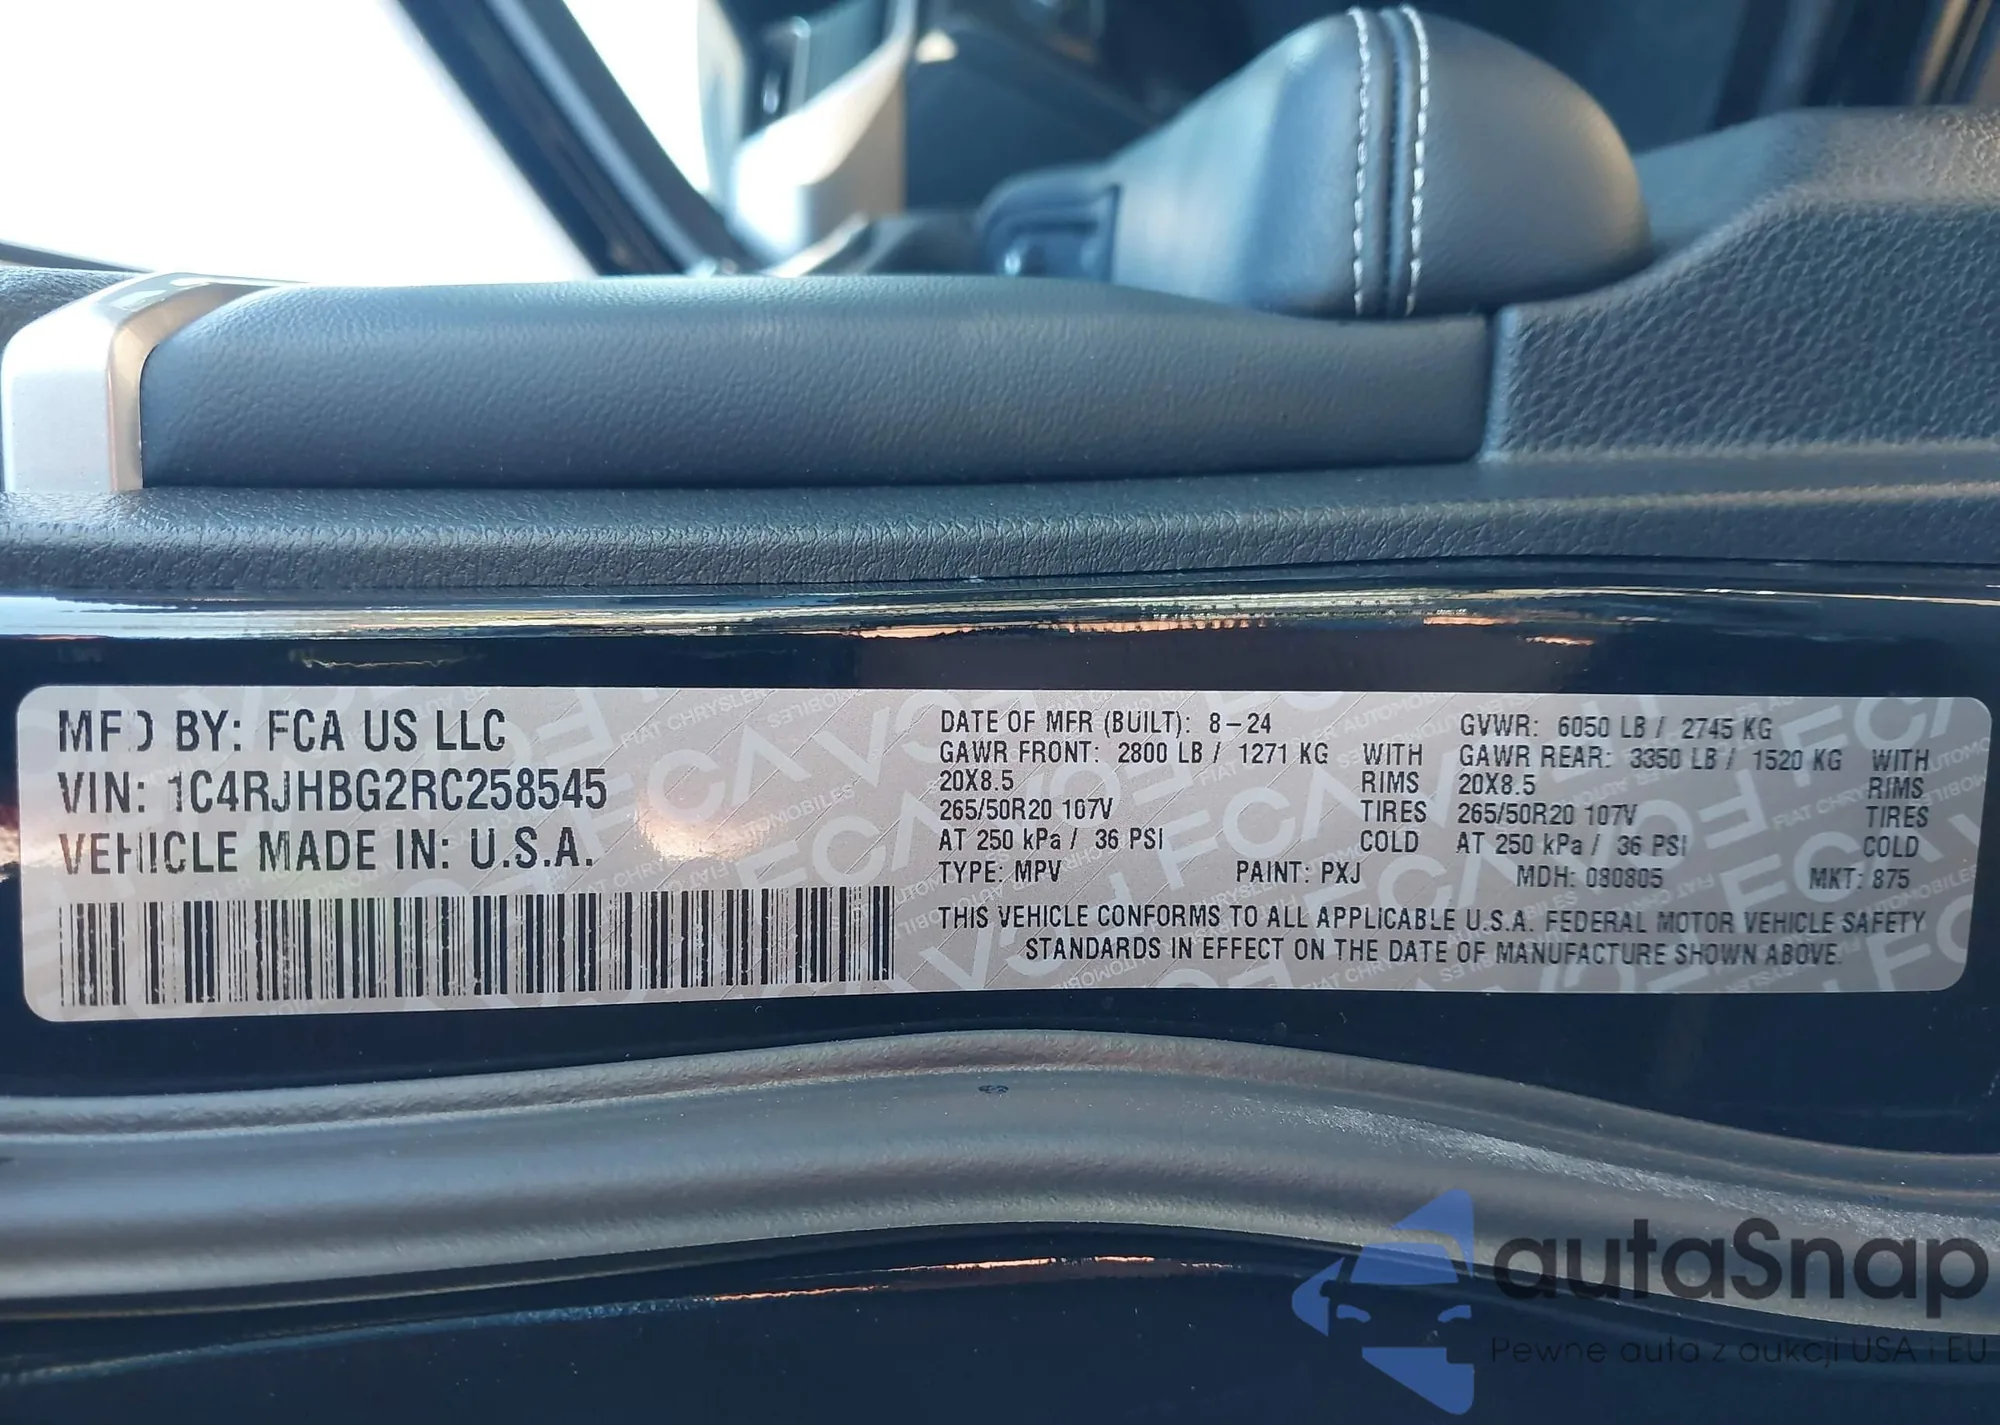 MFD BY: FCA US LLC
VIN: 1C4RJHBG2RC258545
VEHICLE MADE IN: U.S.A.
DATE OF MFR (BUILT): 8-24 GVWR: 6050 LB / 2745 KG
GAWR FRONT: 2800 LB / 1271 KG WITH GAWR REAR: 3350 LB / 1520 KG WITH
20X8.5 RIMS 20X8.5 RIMS
265/50R20 107V TIRES 265/50R20 107V TIRES
AT 250 kPa / 36 PSI COLD AT 250 kPa / 36 PSI COLD
TYPE: MPV PAINT: PXJ MDH: 080805 MKT: 875
THIS VEHICLE CONFORMS TO ALL APPLICABLE U.S.A. FEDERAL MOTOR VEHICLE SAFETY
STANDARDS IN EFFECT ON THE DATE OF MANUFACTURE SHOWN ABOVE.
autaSnap
Pewne auta z aukcji USA i EU